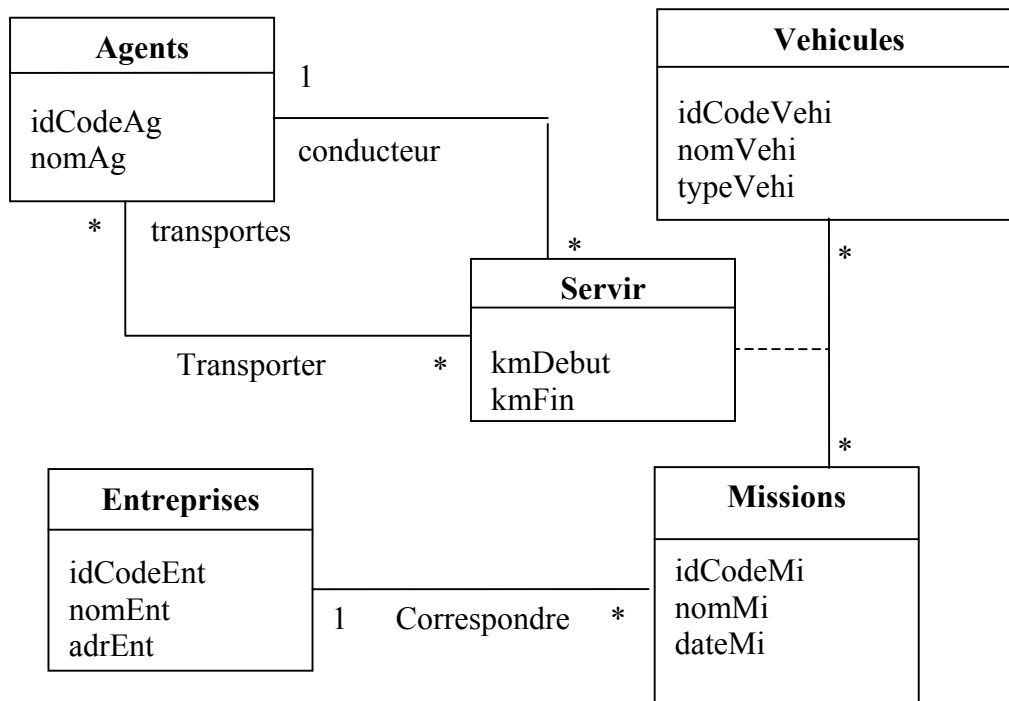 Agents
idCodeAg
nomAg
Vehicules
idCodeVehi
nomVehi
typeVehi
1
conducteur
*
* transportes
Transporter *
Servir
kmDebut
kmFin
*
*
Entreprises
idCodeEnt
nomEnt
adrEnt
1 Correspondre *
Missions
idCodeMi
nomMi
dateMi